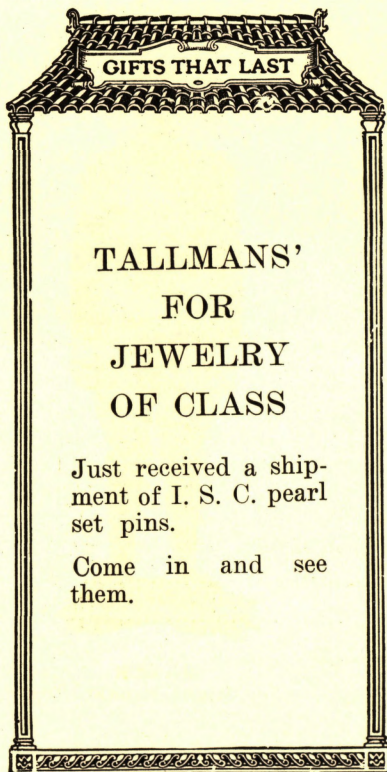 GIFTS THAT LAST
TALLMANS’
FOR
JEWELRY
OF CLASS
Just received a ship-
ment of I. S. C. pearl
set pins.
Come in and see
them.